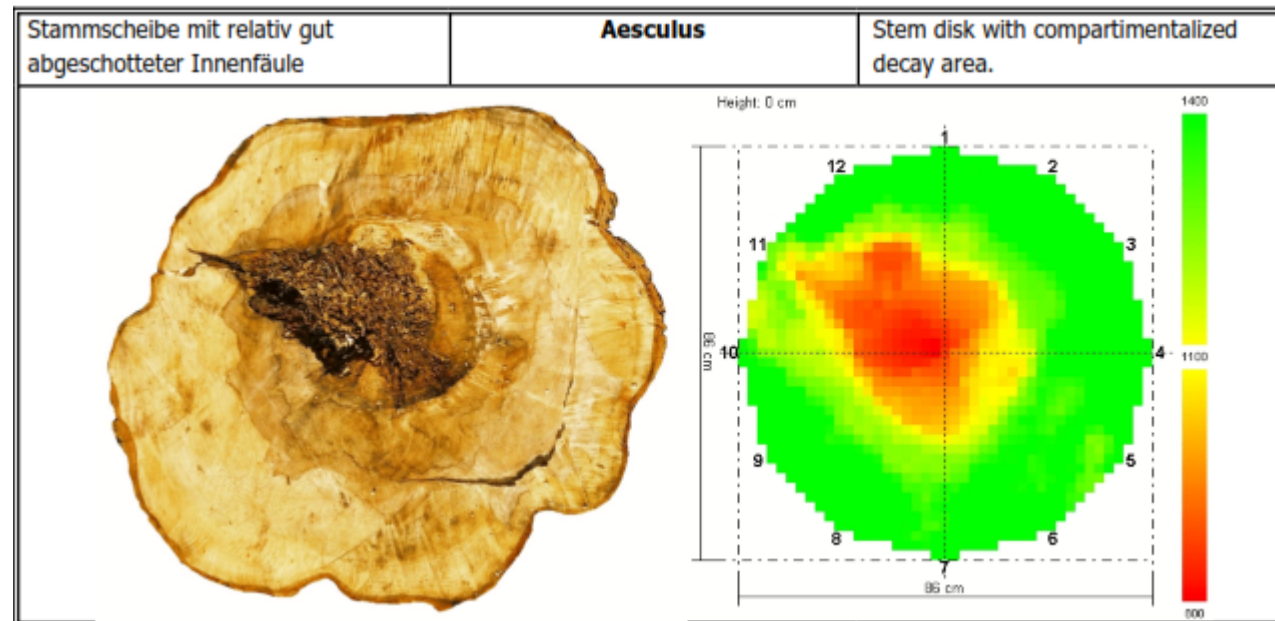 Stammscheibe mit relativ gut
abgeschotteter Innenfäule
Aesculus
Stem disk with compartimentalized
decay area.
Height: 0 cm
1400
1
12
2
11
3
86 cm
10
4
1100
9
5
8
6
7
86 cm
800